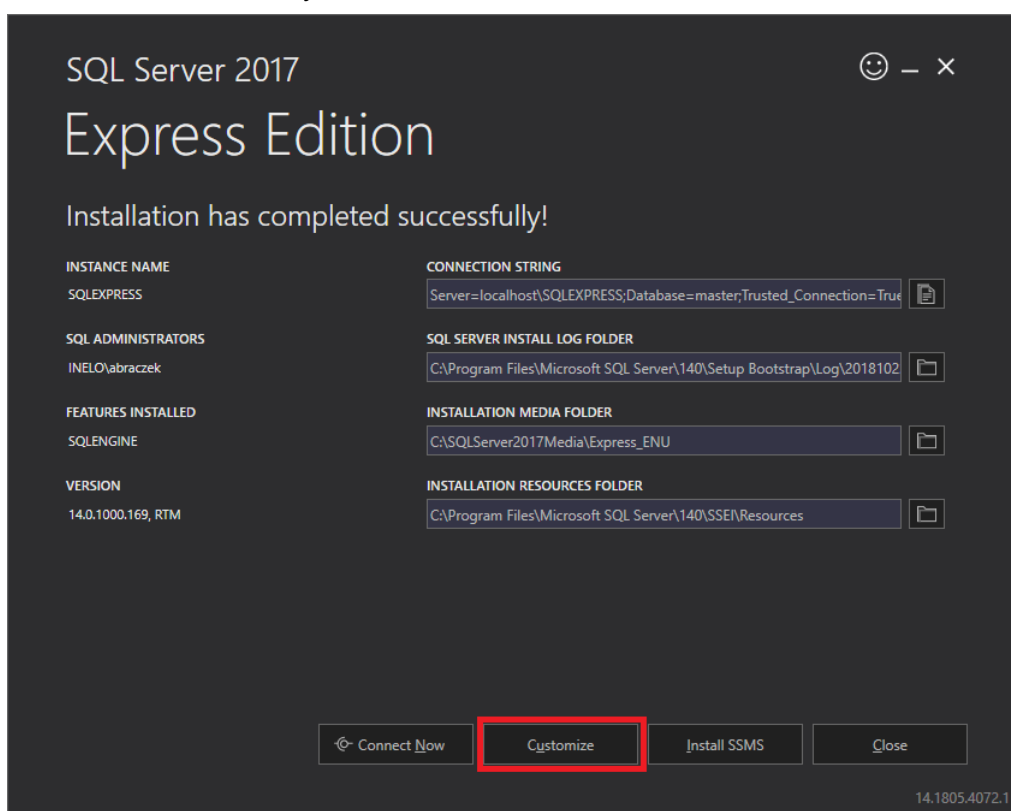 SQL Server 2017
Express Edition
Installation has completed successfully!
INSTANCE NAME
SQLEXPRESS
CONNECTION STRING
Server=localhost\SQLEXPRESS;Database=master;Trusted_Connection=True
SQL ADMINISTRATORS
INELO\abraczek
SQL SERVER INSTALL LOG FOLDER
C:\Program Files\Microsoft SQL Server\140\Setup Bootstrap\Log\2018102
FEATURES INSTALLED
SQLENGINE
INSTALLATION MEDIA FOLDER
C:\SQLServer2017Media\Express_ENU
VERSION
14.0.1000.169, RTM
INSTALLATION RESOURCES FOLDER
C:\Program Files\Microsoft SQL Server\140\SSEI\Resources
Connect Now
Customize
Install SSMS
Close
14.1805.4072.1